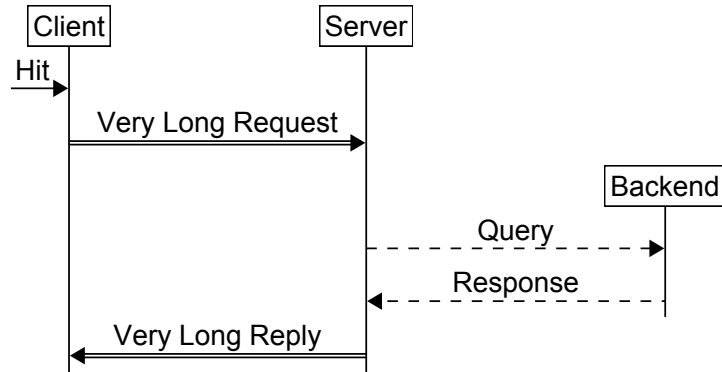 Client
Server
Hit
Very Long Request
Backend
Query
Response
Very Long Reply